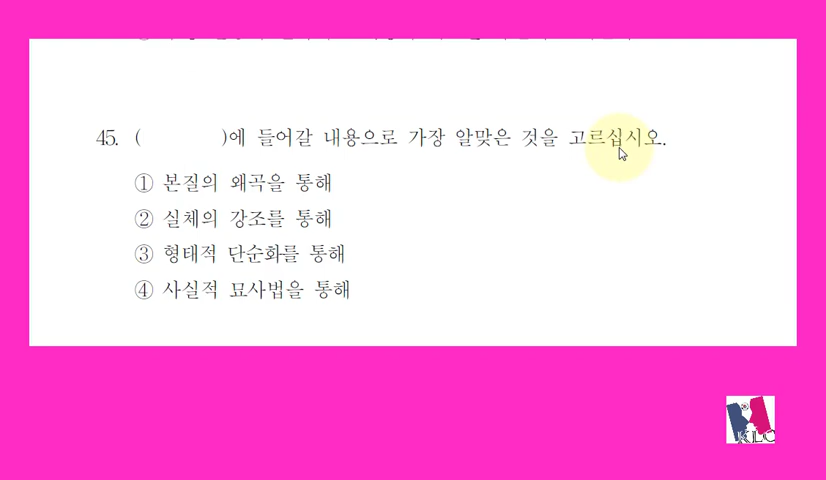 45. (          )에 들어갈 내용으로 가장 알맞은 것을 고르십시오.
① 본질의 왜곡을 통해
② 실체의 강조를 통해
③ 형태적 단순화를 통해
④ 사실적 묘사법을 통해
KLC